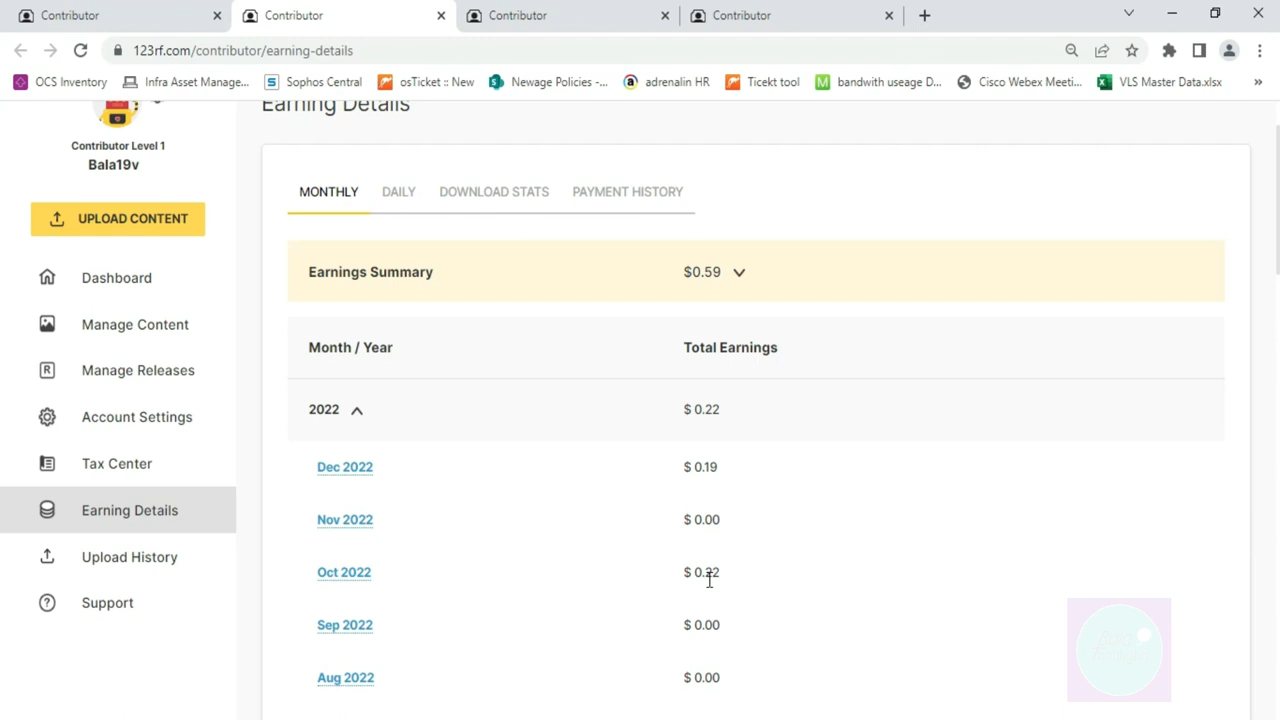 Contributor
Contributor
Contributor
Contributor
123rf.com/contributor/earning-details
OCS Inventory
Infra Asset Manage...
Sophos Central
osTicket :: New
Newage Policies -...
adrenalin HR
Ticekt tool
bandwith useage D...
Cisco Webex Meeti...
VLS Master Data.xlsx
»
Earning Details
Contributor Level 1
Bala19v
UPLOAD CONTENT
Dashboard
Manage Content
Manage Releases
Account Settings
Tax Center
Earning Details
Upload History
Support
MONTHLY DAILY DOWNLOAD STATS PAYMENT HISTORY
Earnings Summary $0.59
Month / Year Total Earnings
2022 $ 0.22
Dec 2022 $ 0.19
Nov 2022 $ 0.00
Oct 2022 $ 0.22
Sep 2022 $ 0.00
Aug 2022 $ 0.00